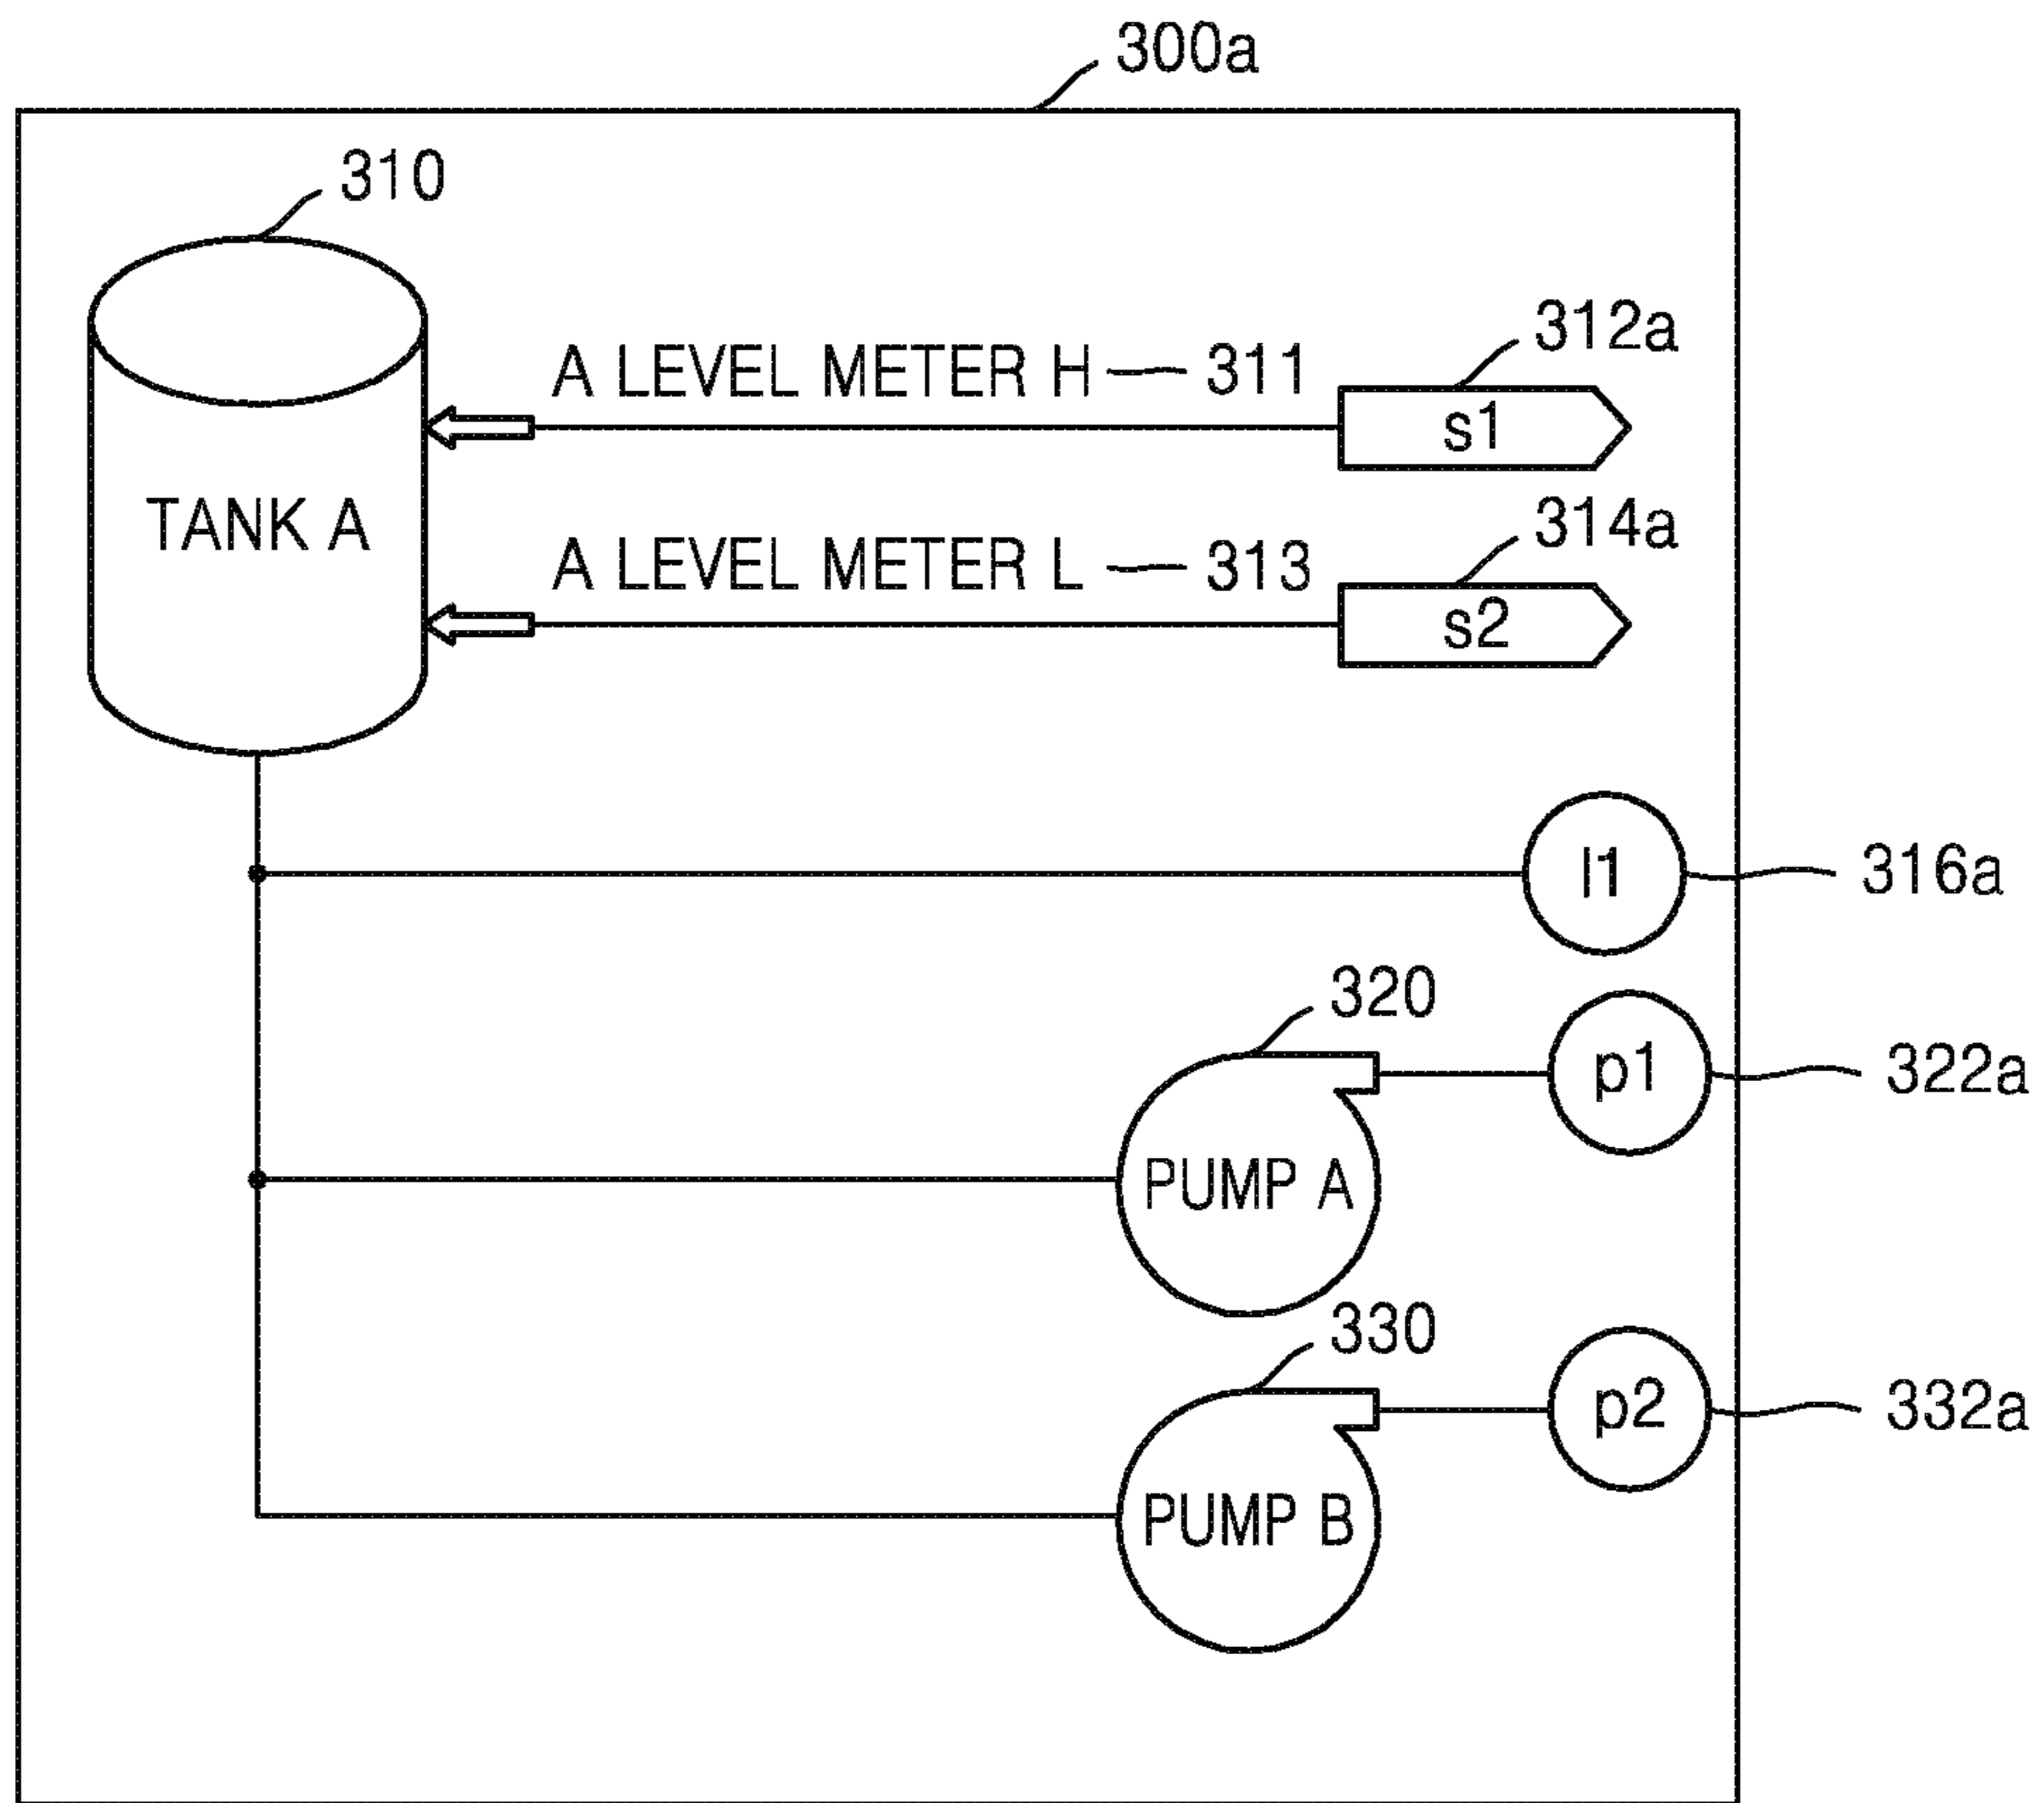 300a
310
312a
A LEVEL METER H 311
s1
314a
TANK A
A LEVEL METER L 313
s2
l1
316a
320
p1
322a
PUMP A
330
p2
332a
PUMP B